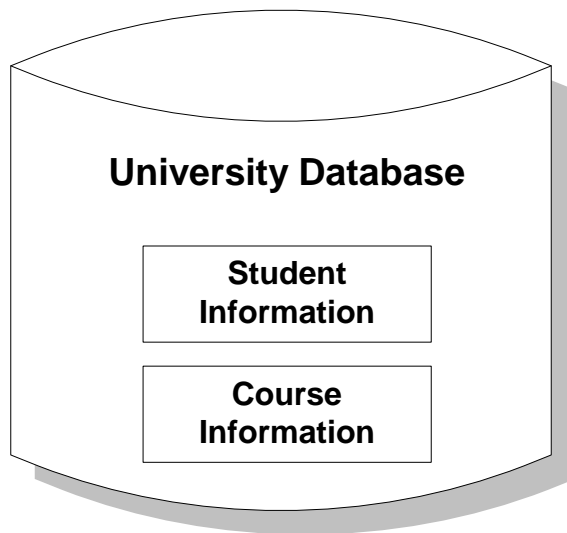 University Database
Student
Information
Course
Information